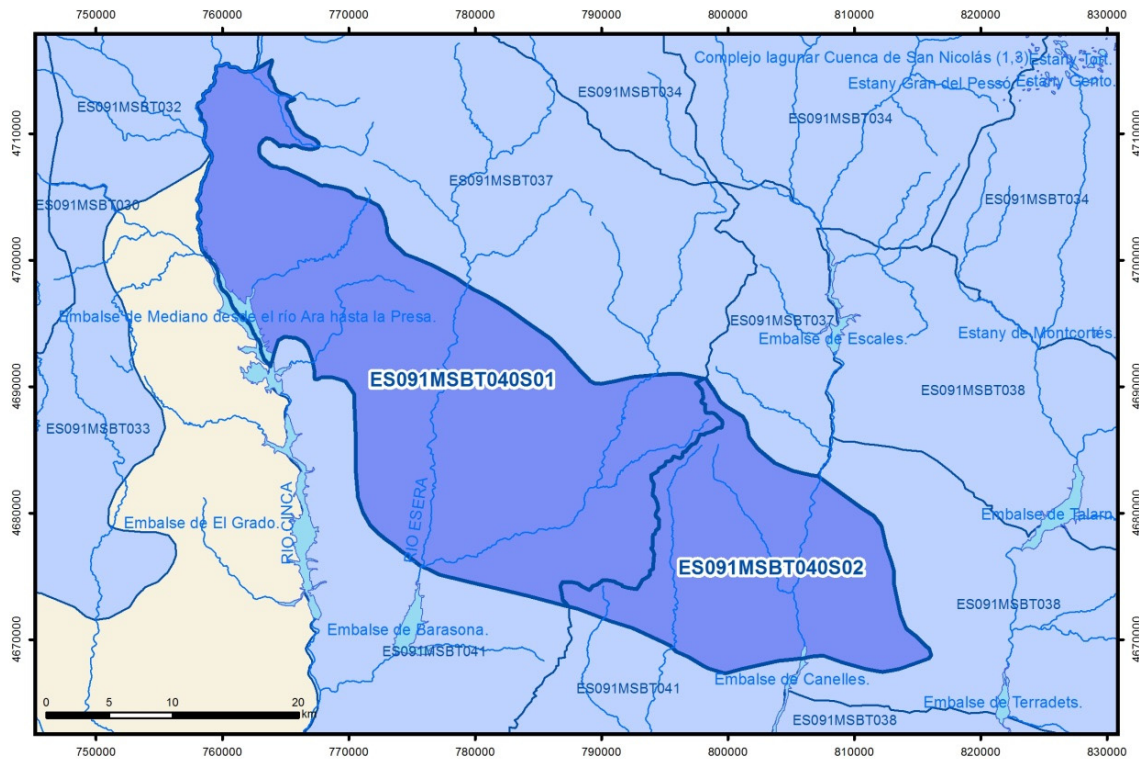 750000 760000 770000 780000 790000 800000 810000 820000 830000
Complejo lagunar Cuenca de San Nicolás (1,3)
Estany Tort.
Estany Gran del Pessó
Estany Gento.
ES091MSBT032
ES091MSBT034
ES091MSBT034
4710000
4710000
ES091MSBT037
ES091MSBT030
ES091MSBT034
4700000
4700000
Embalse de Mediano desde el río Ara hasta la Presa.
ES091MSBT037
Embalse de Escales.
Estany de Montcortés.
ES091MSBT040S01
4690000
4690000
ES091MSBT038
ES091MSBT033
Embalse de El Grado.
RIO CINCA
RIO ESERA
4680000
4680000
Embalse de Talarn.
ES091MSBT040S02
ES091MSBT038
4670000
4670000
Embalse de Barasona.
ES091MSBT041
Embalse de Canelles.
ES091MSBT041
Embalse de Terradets.
ES091MSBT038
0 5 10 20
km
750000 760000 770000 780000 790000 800000 810000 820000 830000